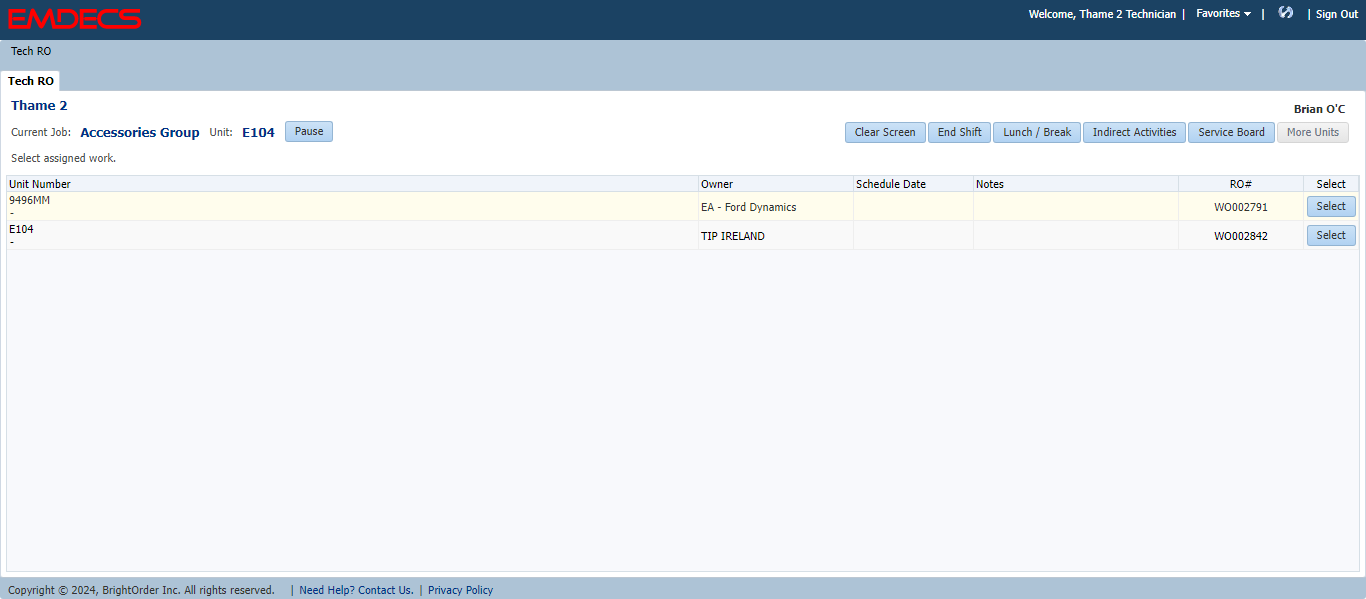 EMDECS
Welcome, Thame 2 Technician | Favorites | | Sign Out
Tech RO
Tech RO
Thame 2
Brian O'C
Current Job: Accessories Group Unit: E104 Pause
Clear Screen End Shift Lunch / Break Indirect Activities Service Board More Units
Select assigned work.
Unit Number Owner Schedule Date Notes RO# Select
9496MM
- EA - Ford Dynamics WO002791 Select
E104
- TIP IRELAND WO002842 Select
Copyright © 2024, BrightOrder Inc. All rights reserved. | Need Help? Contact Us. | Privacy Policy